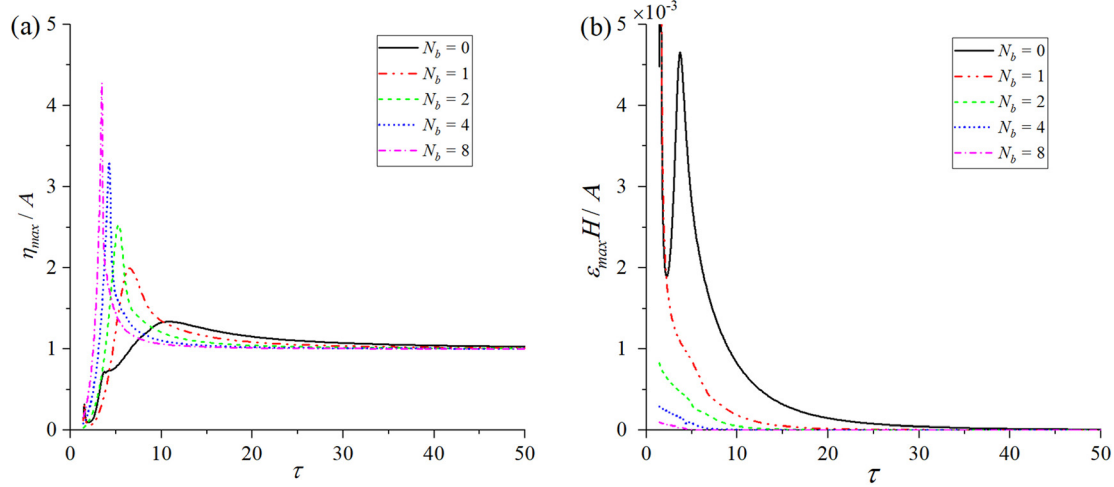 (a)
5
4
3
2
1
0
η_max / A
0 10 20 30 40 50
τ
N_b = 0
N_b = 1
N_b = 2
N_b = 4
N_b = 8
(b)
×10⁻³
5
4
3
2
1
0
ε_max H / A
0 10 20 30 40 50
τ
N_b = 0
N_b = 1
N_b = 2
N_b = 4
N_b = 8